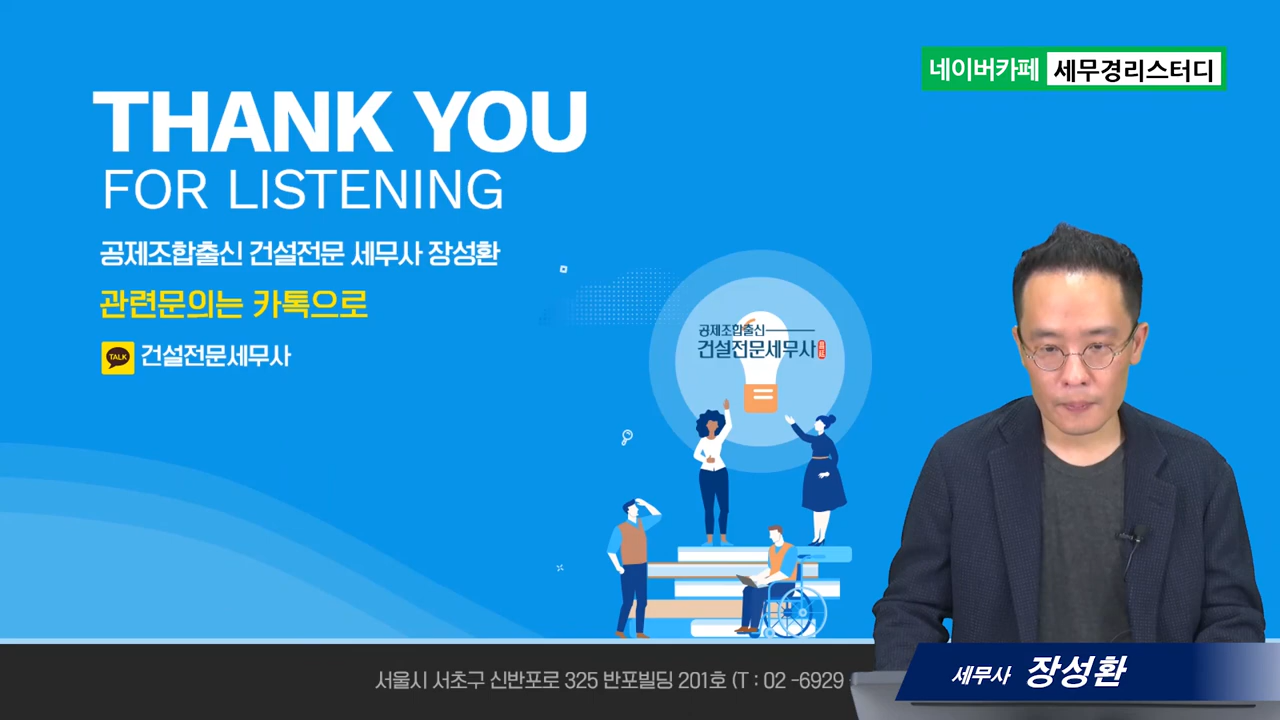 네이버카페 세무경리스터디
THANK YOU
FOR LISTENING
공제조합출신 건설전문 세무사 장성환
관련문의는 카톡으로
TALK 건설전문세무사
공제조합출신
건설전문세무사
서울시 서초구 신반포로 325 반포빌딩 201호 (T : 02 -6929
세무사 장성환